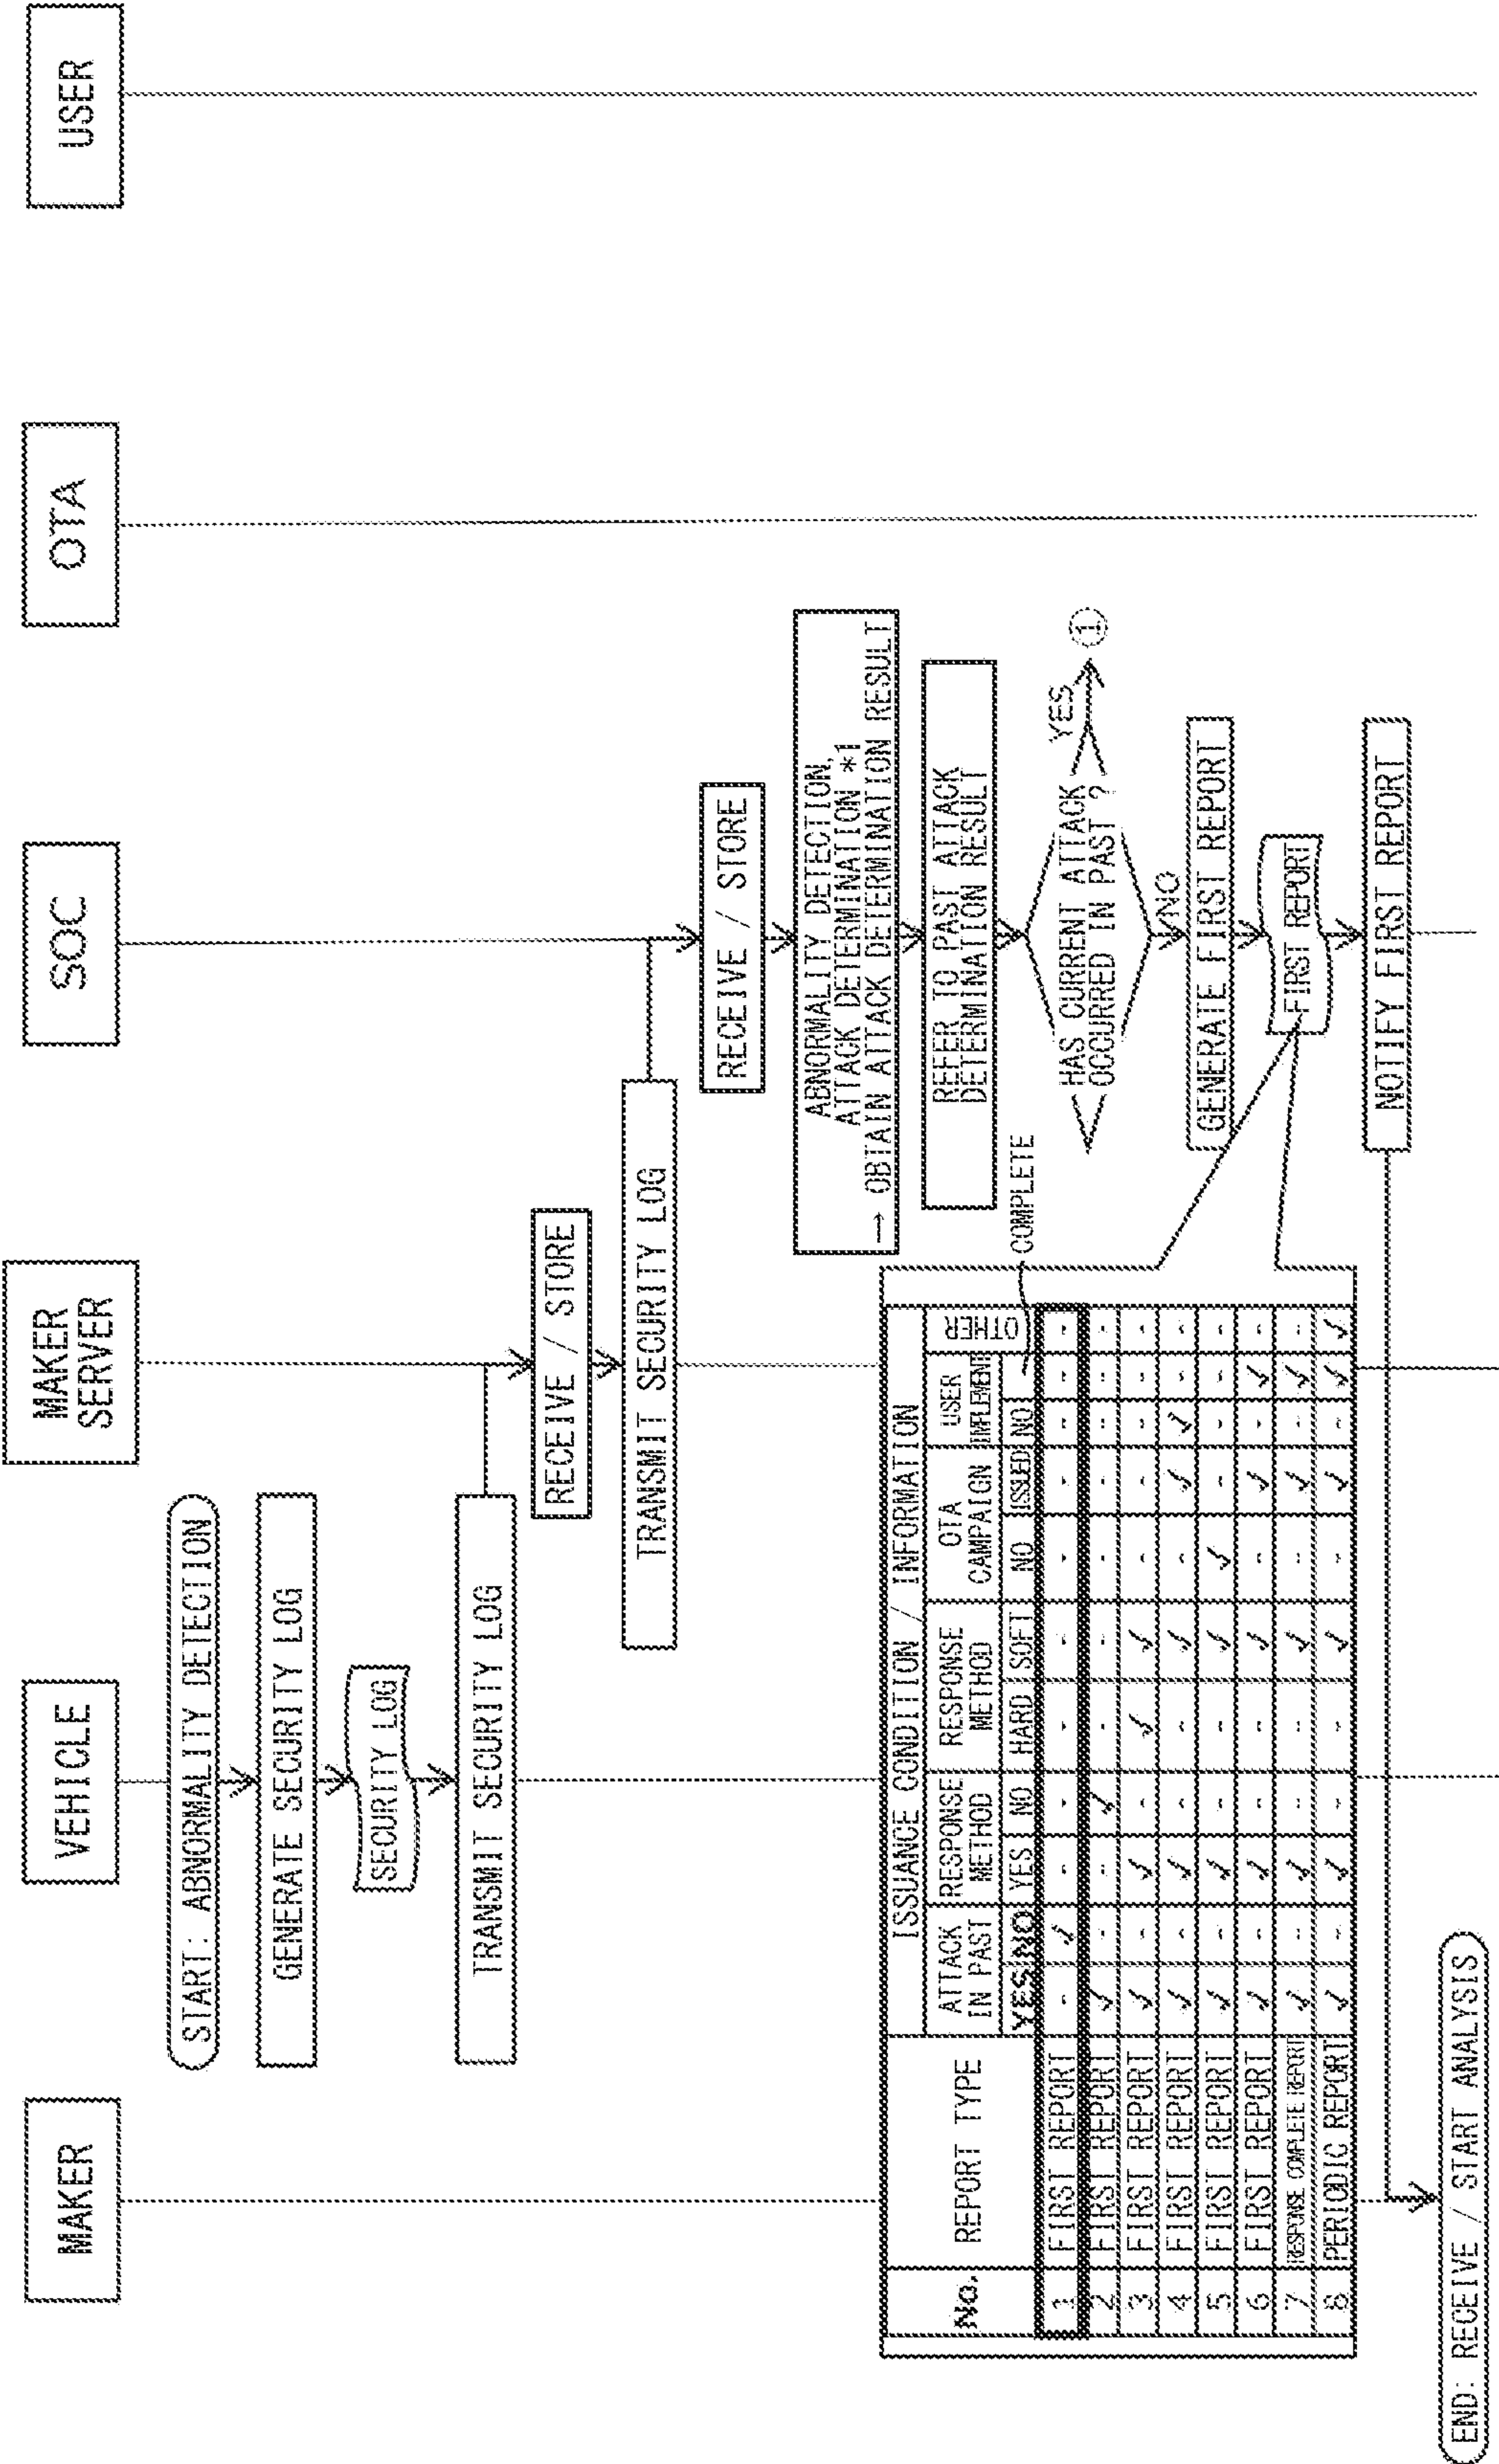 MAKER
VEHICLE
MAKER
SERVER
SOC
OTA
USER
START: ABNORMALITY DETECTION
GENERATE SECURITY LOG
SECURITY LOG
TRANSMIT SECURITY LOG
RECEIVE / STORE
TRANSMIT SECURITY LOG
RECEIVE / STORE
ABNORMALITY DETECTION,
ATTACK DETERMINATION *1
→ OBTAIN ATTACK DETERMINATION RESULT
REFER TO PAST ATTACK
DETERMINATION RESULT
HAS CURRENT ATTACK
OCCURRED IN PAST ?
YES
①
NO
GENERATE FIRST REPORT
FIRST REPORT
NOTIFY FIRST REPORT
COMPLETE
No. REPORT TYPE ISSUANCE CONDITION / INFORMATION
ATTACK IN PAST RESPONSE METHOD RESPONSE METHOD OTA CAMPAIGN USER IMPLEMENT OTHER
YES NO YES NO HARD SOFT NO ISSUED NO
1 FIRST REPORT - ✓ - - - - - - - - -
2 FIRST REPORT ✓ - - ✓ - - - - - - -
3 FIRST REPORT ✓ - ✓ - ✓ ✓ - - - - -
4 FIRST REPORT ✓ - ✓ - - ✓ - ✓ ✓ - -
5 FIRST REPORT ✓ - ✓ - - ✓ ✓ - - - -
6 FIRST REPORT ✓ - ✓ - - ✓ - ✓ - ✓ -
7 RESPONSE COMPLETE REPORT ✓ - ✓ - - ✓ - ✓ - ✓ -
8 PERIODIC REPORT ✓ - ✓ - - ✓ - ✓ - ✓ ✓
END: RECEIVE / START ANALYSIS